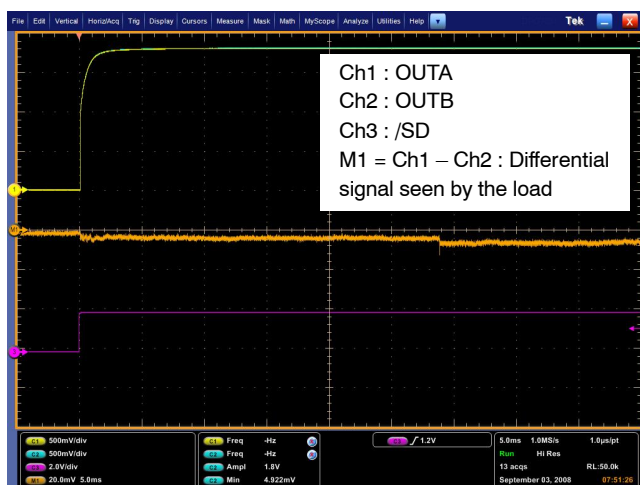 File Edit Vertical Horiz/Acq Trig Display Cursors Measure Mask Math MyScope Analyze Utilities Help Tek X
Ch1 : OUTA
Ch2 : OUTB
Ch3 : /SD
M1 = Ch1 – Ch2 : Differential
signal seen by the load
1
M1
C1 500mV/div
C2 500mV/div
C3 2.0V/div
M1 20.0mV 5.0ms
C1 Freq -Hz
C2 Freq -Hz
C2 Ampl 1.8V
C2 Min 4.922mV
C3 1.2V
5.0ms 1.0MS/s 1.0µs/pt
Run Hi Res
13 acqs RL:50.0k
September 03, 2008 07:51:26